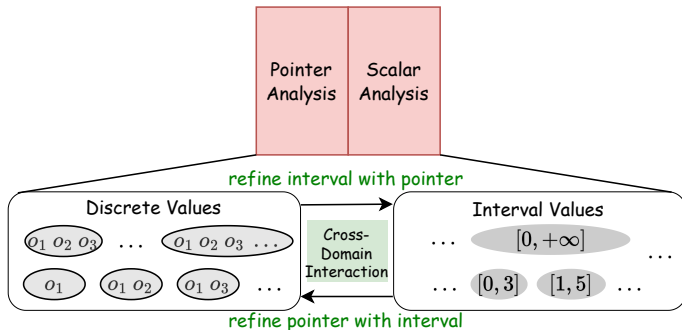 Pointer Analysis
Scalar Analysis
refine interval with pointer
Discrete Values
o₁ o₂ o₃ ... o₁ o₂ o₃ ...
o₁ o₁ o₂ o₁ o₃ ...
Cross-
Domain
Interaction
Interval Values
... [0, +∞] ...
... [0, 3] [1, 5] ...
refine pointer with interval